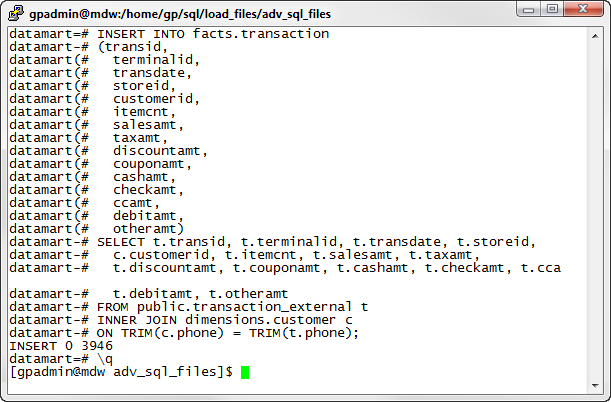 gpadmin@mdw:/home/gp/sql/load_files/adv_sql_files
datamart=# INSERT INTO facts.transaction
datamart-# (transid,
datamart(#   terminalid,
datamart(#   transdate,
datamart(#   storeid,
datamart(#   customerid,
datamart(#   itemcnt,
datamart(#   salesamt,
datamart(#   taxamt,
datamart(#   discountamt,
datamart(#   couponamt,
datamart(#   cashamt,
datamart(#   checkamt,
datamart(#   ccamt,
datamart(#   debitamt,
datamart(#   otheramt)
datamart-# SELECT t.transid, t.terminalid, t.transdate, t.storeid,
datamart-#   c.customerid, t.itemcnt, t.salesamt, t.taxamt,
datamart-#   t.discountamt, t.couponamt, t.cashamt, t.checkamt, t.cca
datamart-#   t.debitamt, t.otheramt
datamart-# FROM public.transaction_external t
datamart-# INNER JOIN dimensions.customer c
datamart-# ON TRIM(c.phone) = TRIM(t.phone);
INSERT 0 3946
datamart=# \q
[gpadmin@mdw adv_sql_files]$